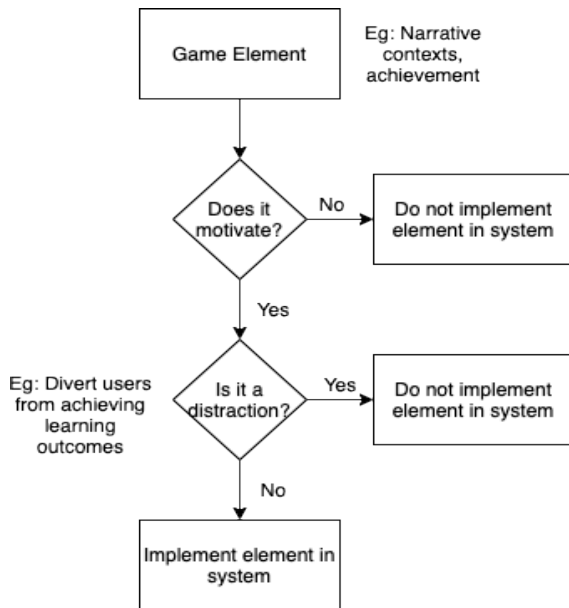 Game Element
Eg: Narrative
contexts,
achievement
Does it
motivate?
No
Do not implement
element in system
Yes
Eg: Divert users
from achieving
learning
outcomes
Is it a
distraction?
Yes
Do not implement
element in system
No
Implement element in
system